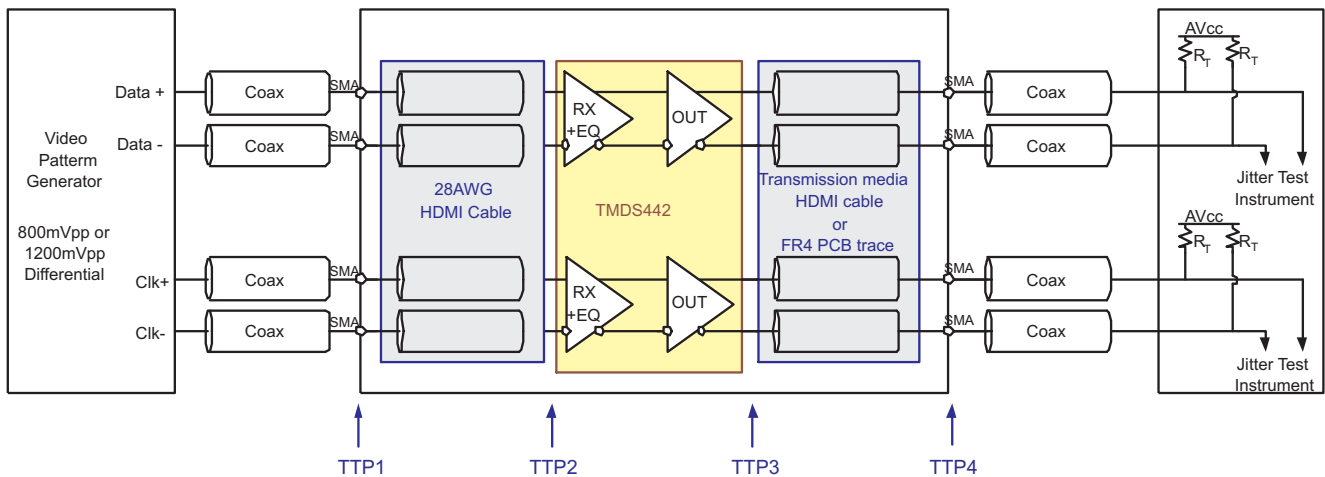 Video
Patterm
Generator
800mVpp or
1200mVpp
Differential
Data +
Data -
Clk+
Clk-
Coax
Coax
Coax
Coax
SMA
SMA
SMA
SMA
28AWG
HDMI Cable
RX
+EQ
OUT
TMDS442
RX
+EQ
OUT
Transmission media
HDMI cable
or
FR4 PCB trace
SMA
SMA
SMA
SMA
Coax
Coax
Coax
Coax
AVcc
RT
RT
Jitter Test
Instrument
AVcc
RT
RT
Jitter Test
Instrument
TTP1
TTP2
TTP3
TTP4